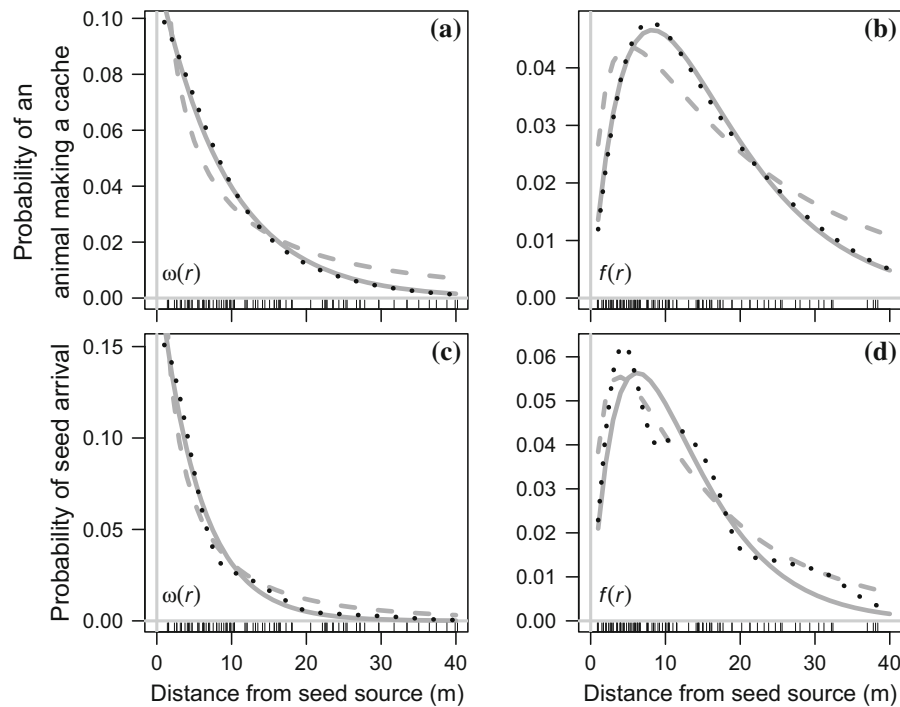 Probability of an
animal making a cache
0.10
0.08
0.06
0.04
0.02
0.00
(a)
ω(r)
0.04
0.03
0.02
0.01
0.00
(b)
f(r)
Probability of seed arrival
0.15
0.10
0.05
0.00
(c)
ω(r)
0 10 20 30 40
Distance from seed source (m)
0.06
0.05
0.04
0.03
0.02
0.01
0.00
(d)
f(r)
0 10 20 30 40
Distance from seed source (m)